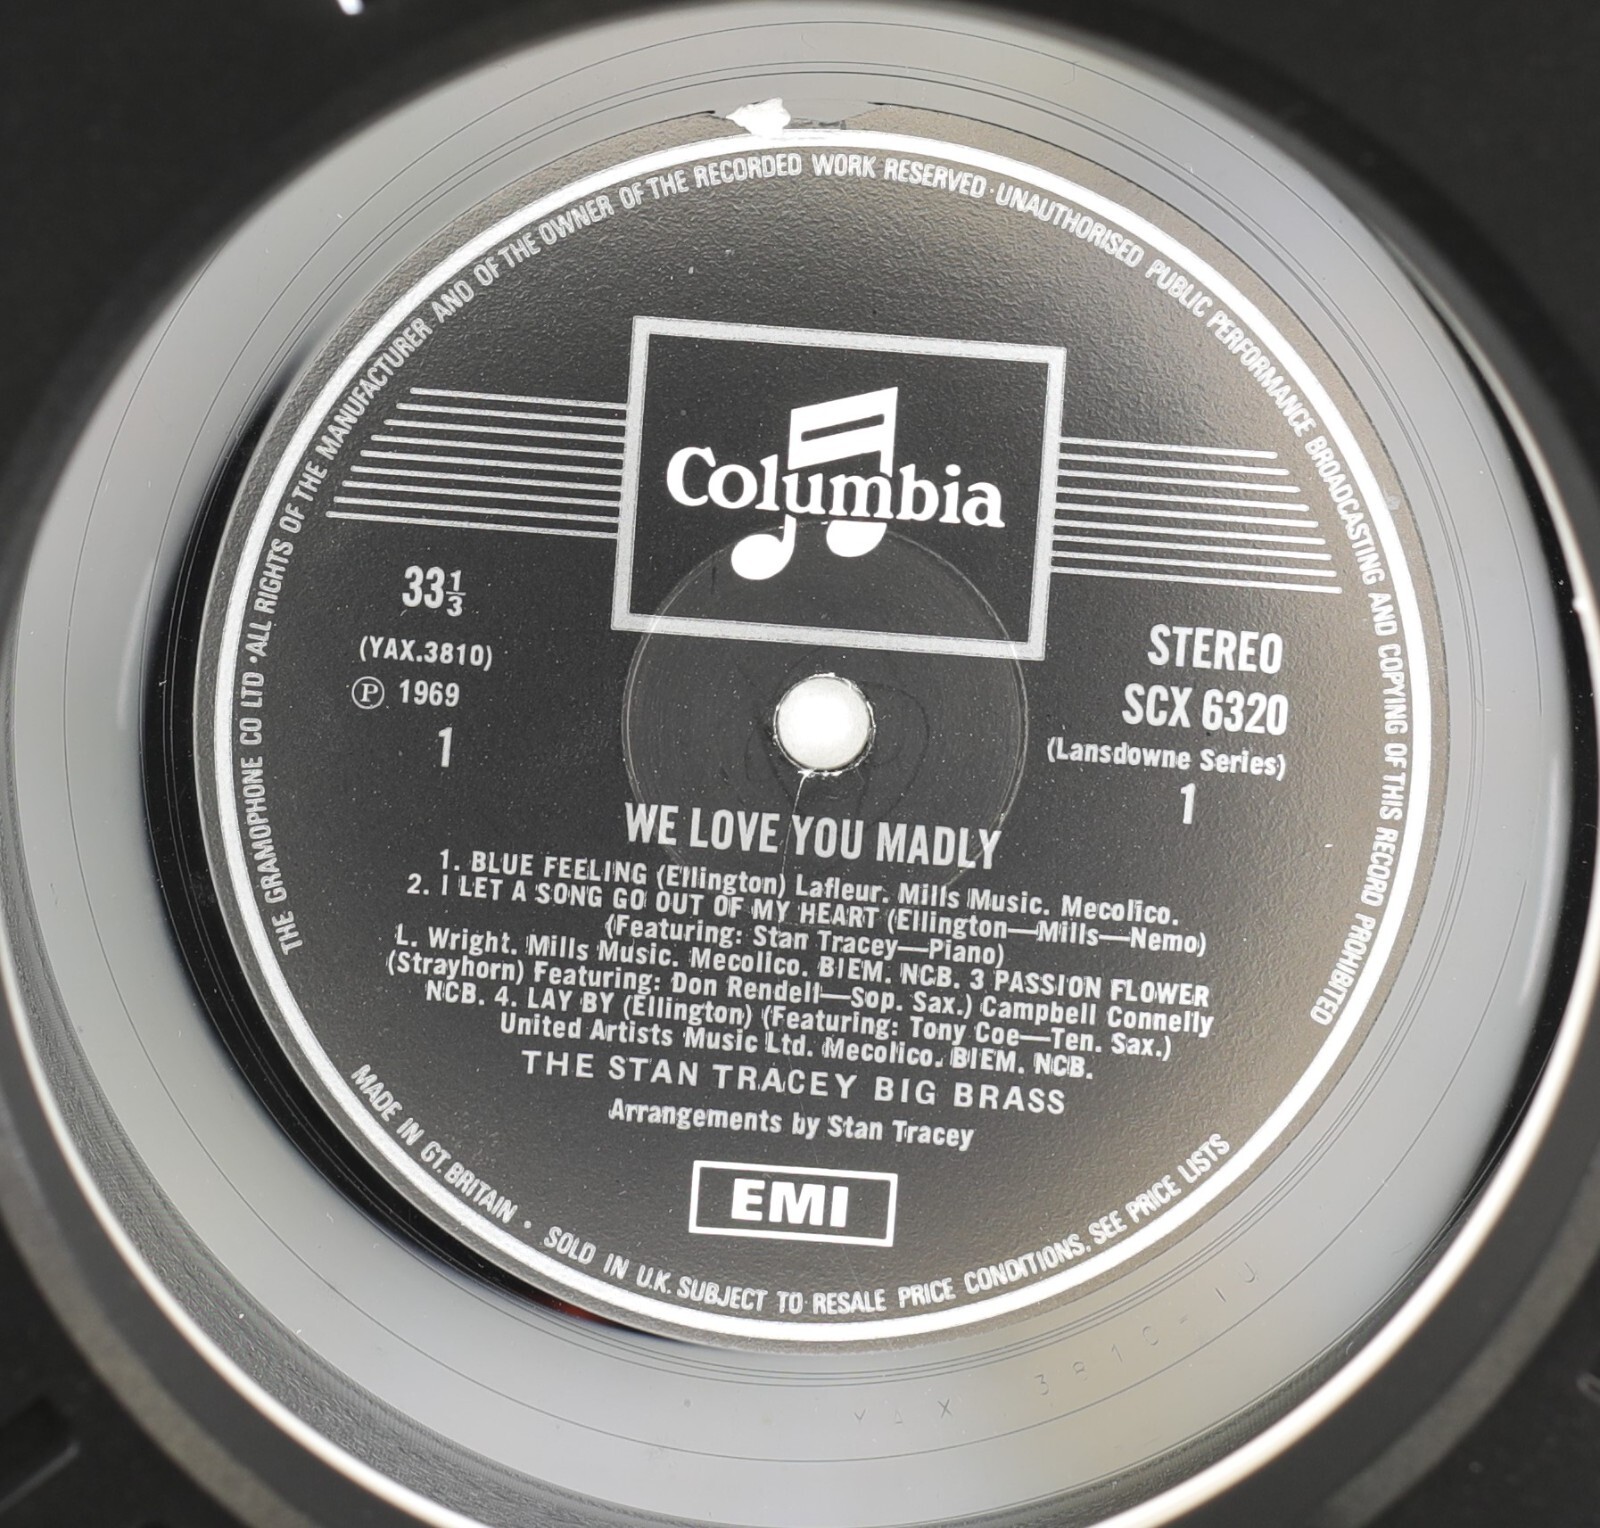 THE GRAMOPHONE CO LTD · ALL RIGHTS OF THE MANUFACTURER AND OF THE OWNER OF THE RECORDED WORK RESERVED · UNAUTHORISED PUBLIC PERFORMANCE BROADCASTING AND COPYING OF THIS RECORD PROHIBITED
Columbia
33⅓
(YAX.3810)
Ⓟ 1969
1
STEREO
SCX 6320
(Lansdowne Series)
1
WE LOVE YOU MADLY
1. BLUE FEELING (Ellington) Lafleur. Mills Music. Mecolico.
2. I LET A SONG GO OUT OF MY HEART (Ellington—Mills—Nemo)
(Featuring: Stan Tracey—Piano)
L. Wright. Mills Music. Mecolico. BIEM. NCB. 3 PASSION FLOWER
(Strayhorn) Featuring: Don Rendell—Sop. Sax.) Campbell Connelly
NCB. 4. LAY BY (Ellington) (Featuring: Tony Coe—Ten. Sax.)
United Artists Music Ltd. Mecolico. BIEM. NCB.
THE STAN TRACEY BIG BRASS
Arrangements by Stan Tracey
EMI
MADE IN GT. BRITAIN · SOLD IN U.K. SUBJECT TO RESALE PRICE CONDITIONS, SEE PRICE LISTS
YAX 3810-1U